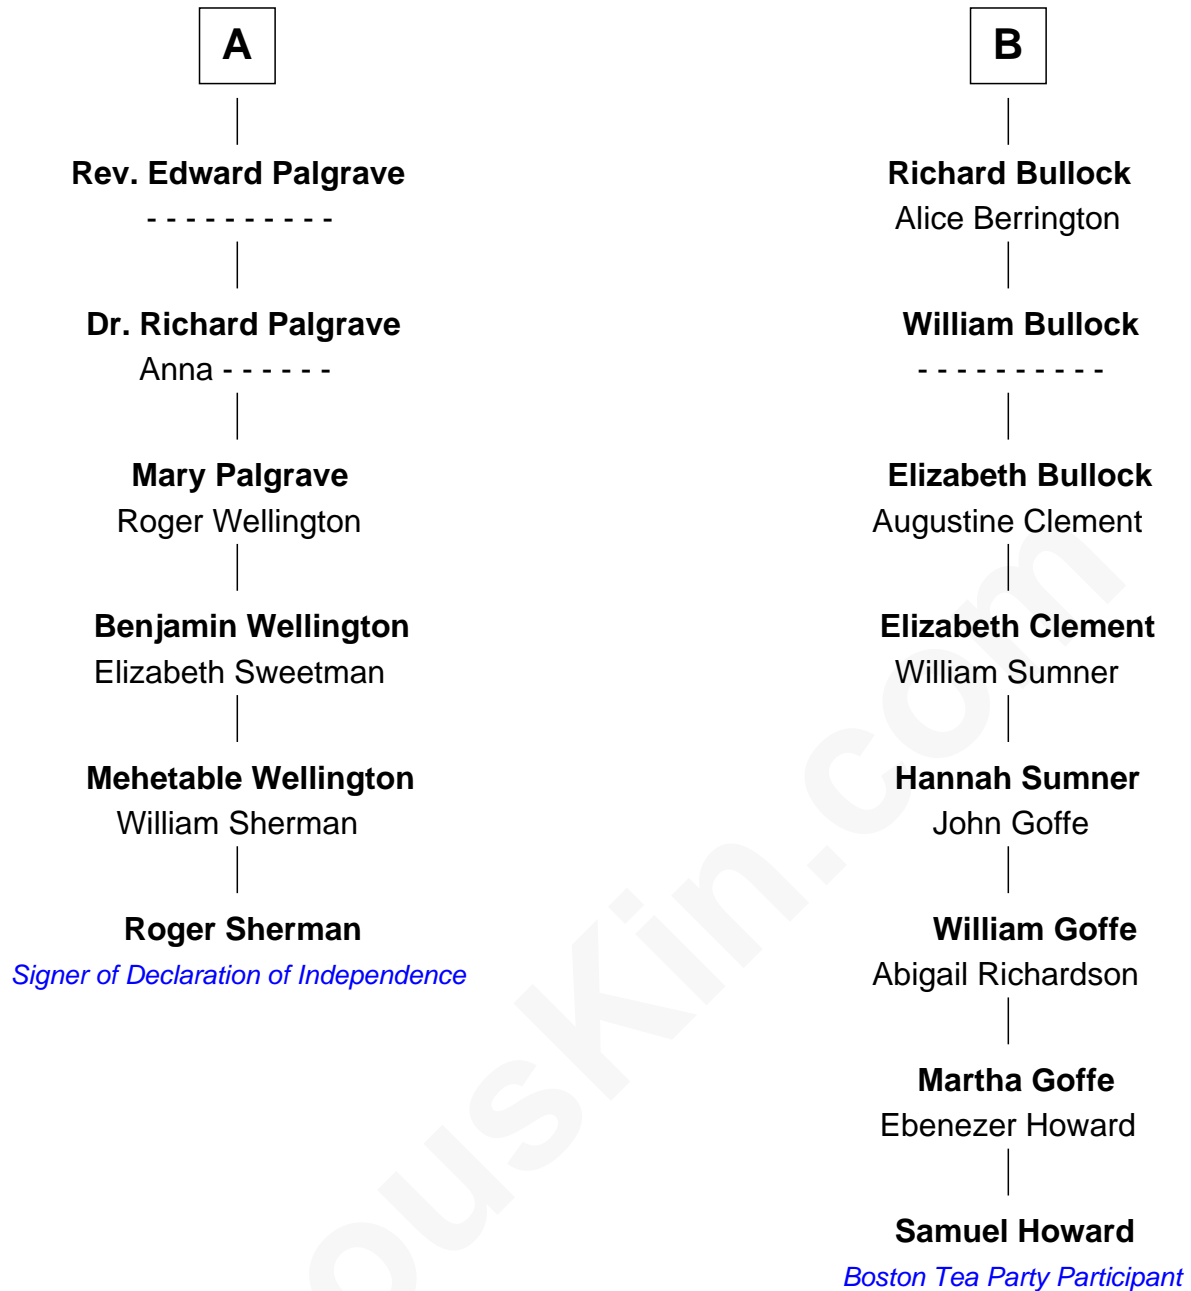 A
Rev. Edward Palgrave
- - - - - - - - - -
Dr. Richard Palgrave
Anna - - - - - -
Mary Palgrave
Roger Wellington
Benjamin Wellington
Elizabeth Sweetman
Mehetable Wellington
William Sherman
Roger Sherman
Signer of Declaration of Independence
B
Richard Bullock
Alice Berrington
William Bullock
- - - - - - - - - -
Elizabeth Bullock
Augustine Clement
Elizabeth Clement
William Sumner
Hannah Sumner
John Goffe
William Goffe
Abigail Richardson
Martha Goffe
Ebenezer Howard
Samuel Howard
Boston Tea Party Participant
ouskin.com